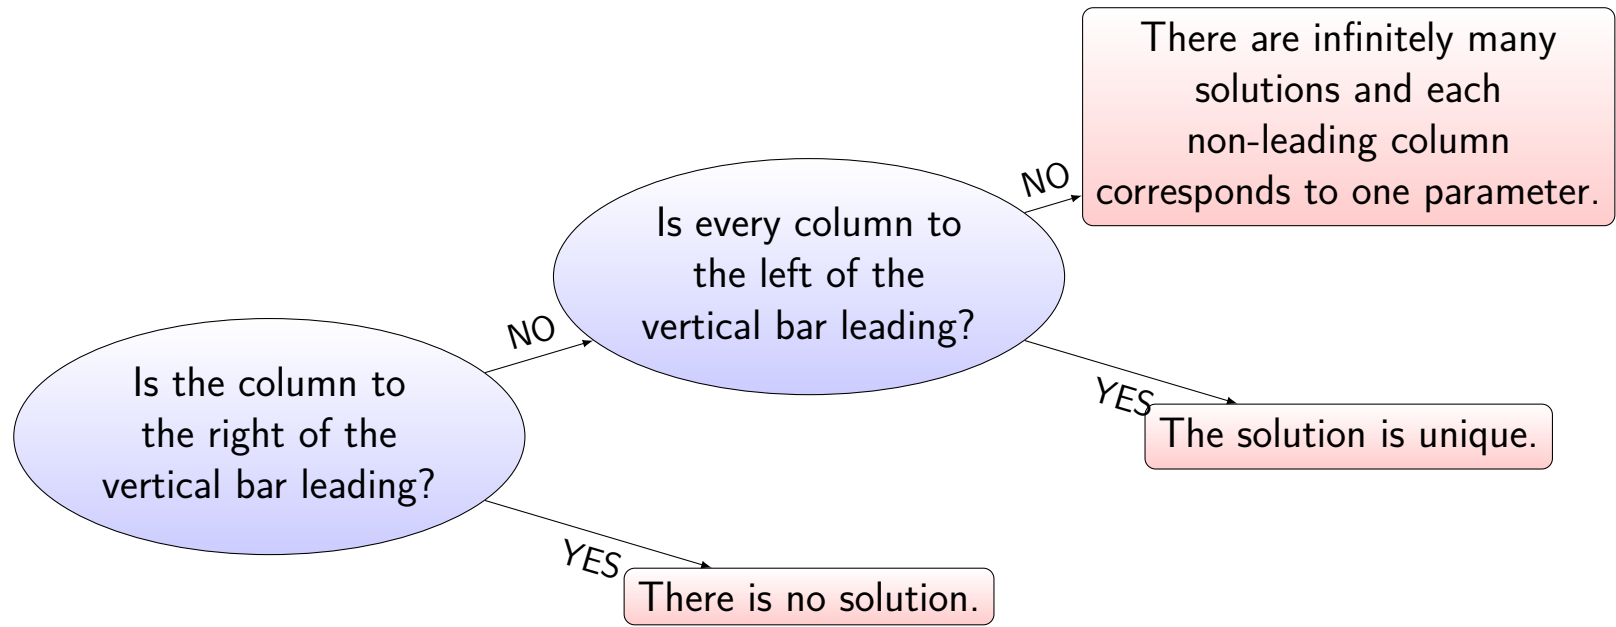 There are infinitely many
solutions and each
non-leading column
corresponds to one parameter.
NO
Is every column to
the left of the
vertical bar leading?
NO
Is the column to
the right of the
vertical bar leading?
YES
The solution is unique.
YES
There is no solution.